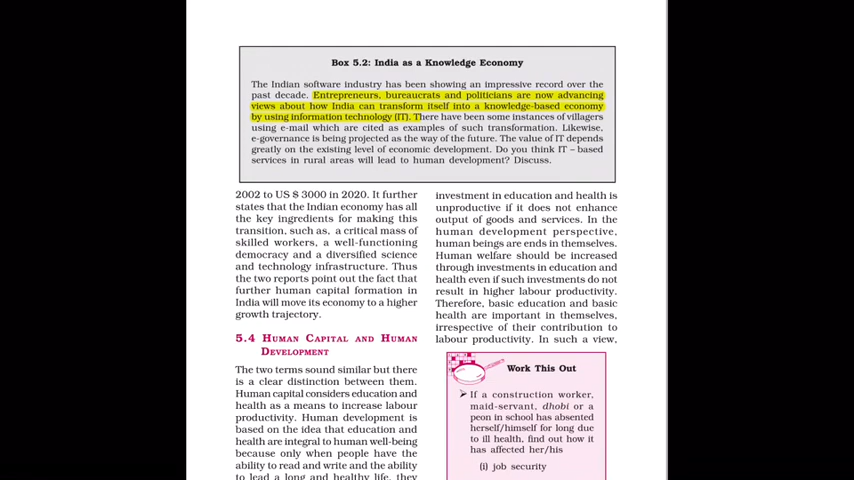 Box 5.2: India as a Knowledge Economy
The Indian software industry has been showing an impressive record over the
past decade. Entrepreneurs, bureaucrats and politicians are now advancing
views about how India can transform itself into a knowledge-based economy
by using information technology (IT). There have been some instances of villagers
using e-mail which are cited as examples of such transformation. Likewise,
e-governance is being projected as the way of the future. The value of IT depends
greatly on the existing level of economic development. Do you think IT – based
services in rural areas will lead to human development? Discuss.
2002 to US $ 3000 in 2020. It further
states that the Indian economy has all
the key ingredients for making this
transition, such as, a critical mass of
skilled workers, a well-functioning
democracy and a diversified science
and technology infrastructure. Thus
the two reports point out the fact that
further human capital formation in
India will move its economy to a higher
growth trajectory.
5.4 HUMAN CAPITAL AND HUMAN
DEVELOPMENT
The two terms sound similar but there
is a clear distinction between them.
Human capital considers education and
health as a means to increase labour
productivity. Human development is
based on the idea that education and
health are integral to human well-being
because only when people have the
ability to read and write and the ability
to lead a long and healthy life, they
investment in education and health is
unproductive if it does not enhance
output of goods and services. In the
human development perspective,
human beings are ends in themselves.
Human welfare should be increased
through investments in education and
health even if such investments do not
result in higher labour productivity.
Therefore, basic education and basic
health are important in themselves,
irrespective of their contribution to
labour productivity. In such a view,
Work This Out
➢ If a construction worker,
maid-servant, dhobi or a
peon in school has absented
herself/himself for long due
to ill health, find out how it
has affected her/his
(i) job security